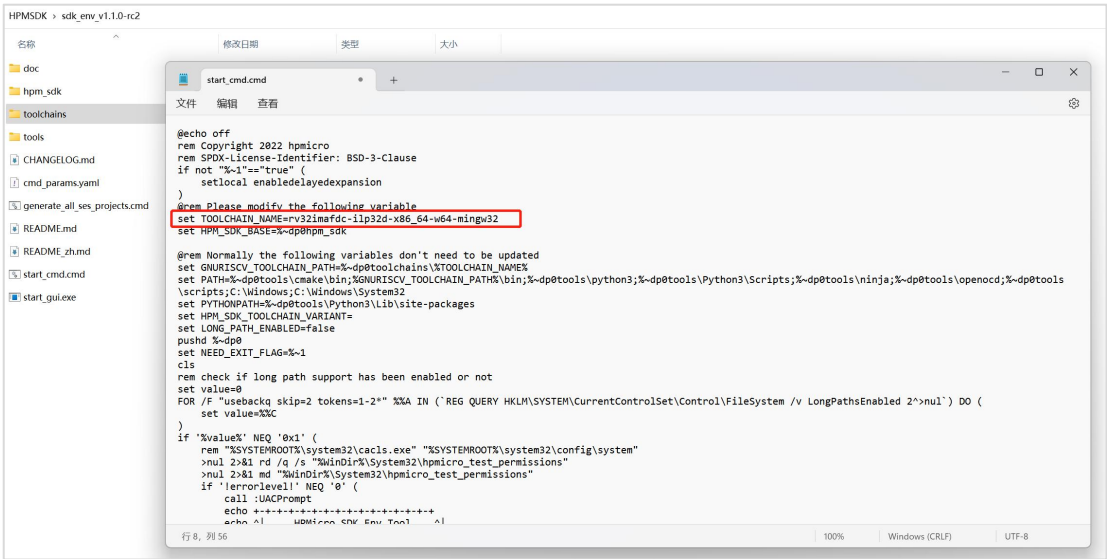 HPMSDK > sdk_env_v1.1.0-rc2
名称 修改日期 类型 大小
doc
hpm_sdk
toolchains
tools
CHANGELOG.md
cmd_params.yaml
generate_all_ses_projects.cmd
README.md
README_zh.md
start_cmd.cmd
start_gui.exe
start_cmd.cmd
文件 编辑 查看
@echo off
rem Copyright 2022 hpmicro
rem SPDX-License-Identifier: BSD-3-Clause
if not "%~1"=="true" (
    setlocal enabledelayedexpansion
)
@rem Please modify the following variable
set TOOLCHAIN_NAME=rv32imafdc-ilp32d-x86_64-w64-mingw32
set HPM_SDK_BASE=%~dp0hpm_sdk

@rem Normally the following variables don't need to be updated
set GNURISCV_TOOLCHAIN_PATH=%~dp0toolchains\%TOOLCHAIN_NAME%
set PATH=%~dp0tools\cmake\bin;%GNURISCV_TOOLCHAIN_PATH%\bin;%~dp0tools\python3;%~dp0tools\Python3\Scripts;%~dp0tools\ninja;%~dp0tools\openocd;%~dp0tools
\scripts;C:\Windows;C:\Windows\System32
set PYTHONPATH=%~dp0tools\Python3\Lib\site-packages
set HPM_SDK_TOOLCHAIN_VARIANT=
set LONG_PATH_ENABLED=false
pushd %~dp0
set NEED_EXIT_FLAG=%~1
cls
rem check if long path support has been enabled or not
set value=0
FOR /F "usebackq skip=2 tokens=1-2*" %%A IN (`REG QUERY HKLM\SYSTEM\CurrentControlSet\Control\FileSystem /v LongPathsEnabled 2^>nul`) DO (
    set value=%%C
)
if '%value%' NEQ '0x1' (
    rem "%SYSTEMROOT%\system32\cacls.exe" "%SYSTEMROOT%\system32\config\system"
    >nul 2>&1 rd /q /s "%WinDir%\System32\hpmicro_test_permissions"
    >nul 2>&1 md "%WinDir%\System32\hpmicro_test_permissions"
    if '!errorlevel!' NEQ '0' (
        call :UACPrompt
        echo +-+-+-+-+-+-+-+-+-+-+-+-+-+
        echo ^|     HPMicro SDK Env Tool     ^|
行 8, 列 56 100% Windows (CRLF) UTF-8